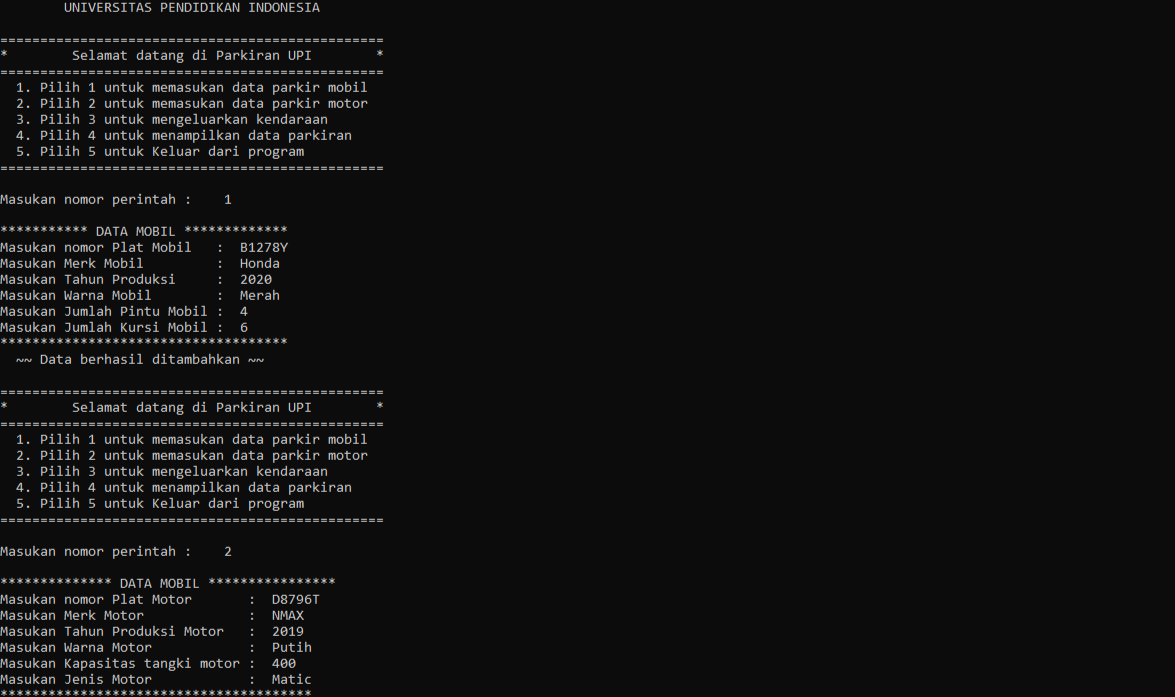 UNIVERSITAS PENDIDIKAN INDONESIA
================================================
*        Selamat datang di Parkiran UPI        *
================================================
1. Pilih 1 untuk memasukan data parkir mobil
2. Pilih 2 untuk memasukan data parkir motor
3. Pilih 3 untuk mengeluarkan kendaraan
4. Pilih 4 untuk menampilkan data parkiran
5. Pilih 5 untuk Keluar dari program
================================================
Masukan nomor perintah :    1
*********** DATA MOBIL *************
Masukan nomor Plat Mobil   :  B1278Y
Masukan Merk Mobil         :  Honda
Masukan Tahun Produksi     :  2020
Masukan Warna Mobil        :  Merah
Masukan Jumlah Pintu Mobil :  4
Masukan Jumlah Kursi Mobil :  6
************************************
~~ Data berhasil ditambahkan ~~
================================================
*        Selamat datang di Parkiran UPI        *
================================================
1. Pilih 1 untuk memasukan data parkir mobil
2. Pilih 2 untuk memasukan data parkir motor
3. Pilih 3 untuk mengeluarkan kendaraan
4. Pilih 4 untuk menampilkan data parkiran
5. Pilih 5 untuk Keluar dari program
================================================
Masukan nomor perintah :    2
************** DATA MOBIL ****************
Masukan nomor Plat Motor       :  D8796T
Masukan Merk Motor             :  NMAX
Masukan Tahun Produksi Motor   :  2019
Masukan Warna Motor            :  Putih
Masukan Kapasitas tangki motor :  400
Masukan Jenis Motor            :  Matic
***************************************